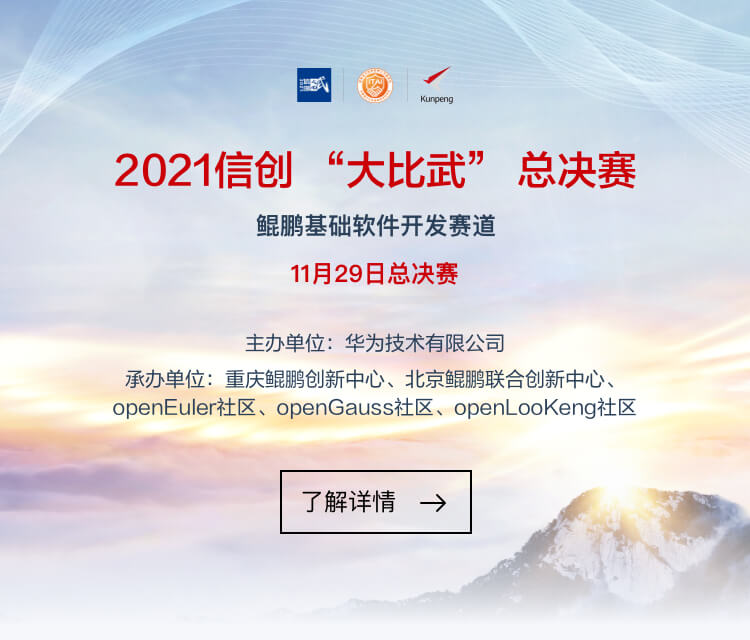 Kunpeng
2021信创 “大比武” 总决赛
鲲鹏基础软件开发赛道
11月29日总决赛
主办单位：华为技术有限公司
承办单位：重庆鲲鹏创新中心、北京鲲鹏联合创新中心、
openEuler社区、openGauss社区、openLooKeng社区
了解详情 →